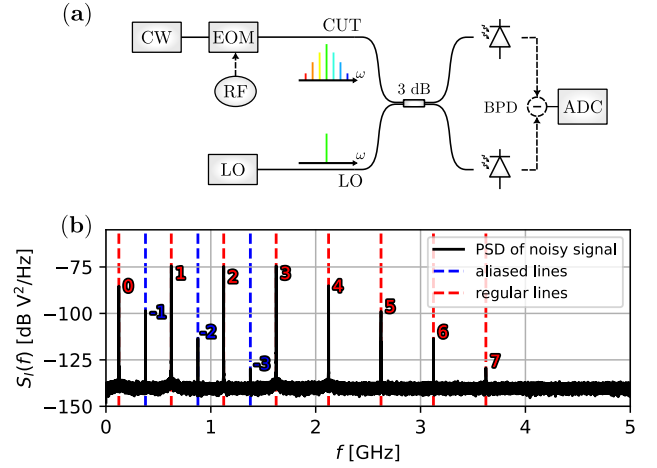 (a)
CW
EOM
CUT
RF
ω
3 dB
BPD
−
ADC
LO
ω
LO
(b)
PSD of noisy signal
aliased lines
regular lines
0
-1
1
-2
2
-3
3
4
5
6
7
−75
−100
−125
−150
S_I(f) [dB V²/Hz]
0
1
2
3
4
5
f [GHz]